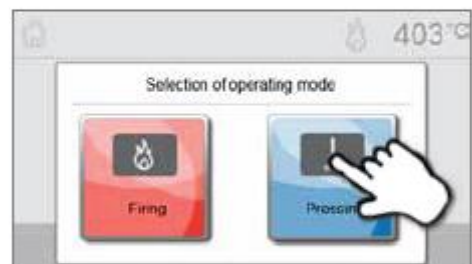 403°C
Selection of operating mode
Firing
Pressin